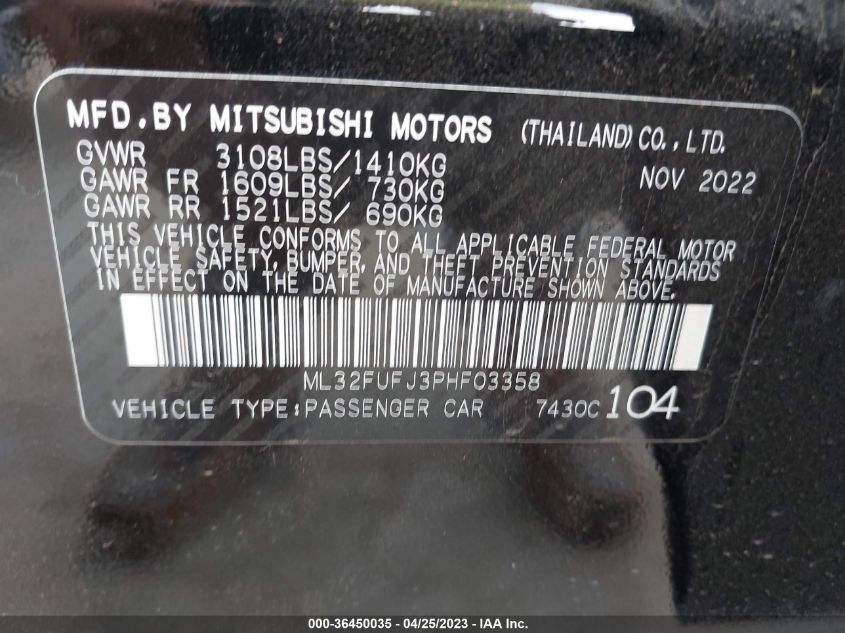 MFD.BY MITSUBISHI MOTORS (THAILAND) CO., LTD.
GVWR 3108LBS/1410KG NOV 2022
GAWR FR 1609LBS/ 730KG
GAWR RR 1521LBS/ 690KG
THIS VEHICLE CONFORMS TO ALL APPLICABLE FEDERAL MOTOR
VEHICLE SAFETY, BUMPER, AND THEFT PREVENTION STANDARDS
IN EFFECT ON THE DATE OF MANUFACTURE SHOWN ABOVE.
ML32FUFJ3PHF03358
VEHICLE TYPE:PASSENGER CAR 7430C 104
000-36450035 - 04/25/2023 - IAA Inc.